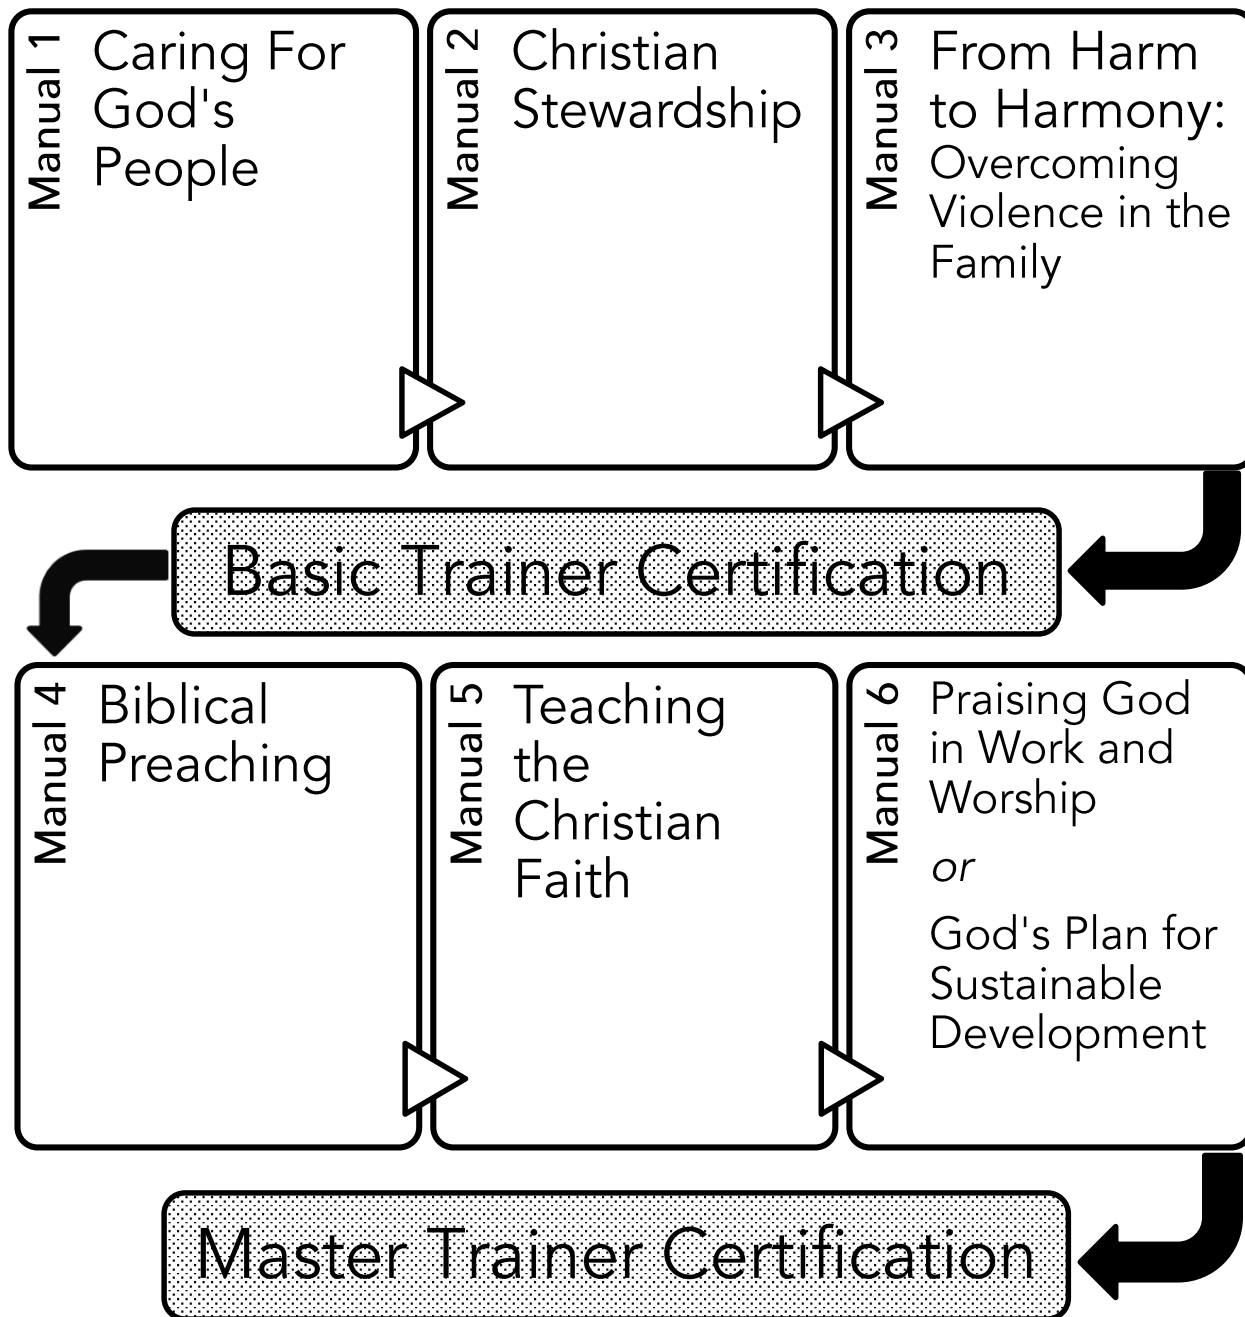 Manual 1
Caring For
God's
People
Manual 2
Christian
Stewardship
Manual 3
From Harm
to Harmony:
Overcoming
Violence in the
Family
Basic Trainer Certification
Manual 4
Biblical
Preaching
Manual 5
Teaching
the
Christian
Faith
Manual 6
Praising God
in Work and
Worship
or
God's Plan for
Sustainable
Development
Master Trainer Certification